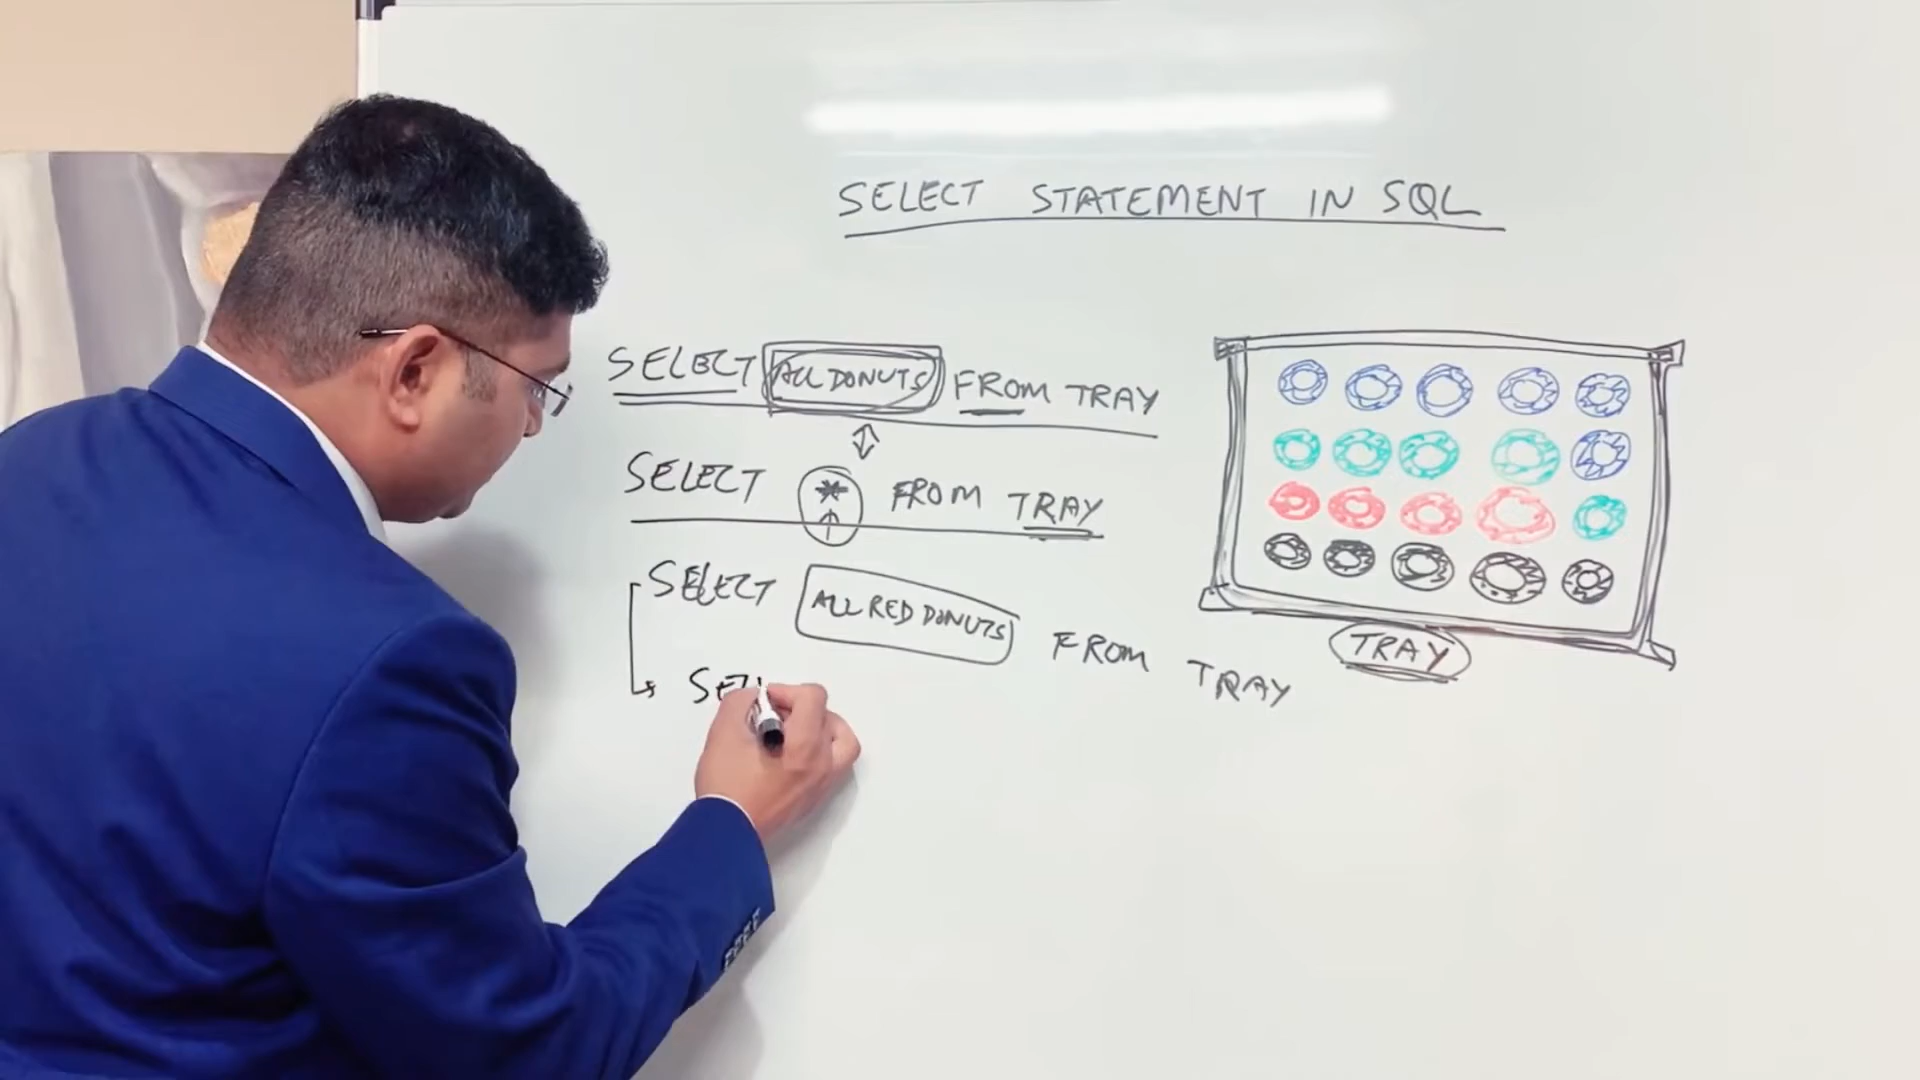 SELECT STATEMENT IN SQL
SELECT ALL DONUTS FROM TRAY
SELECT * FROM TRAY
SELECT ALL RED DONUTS FROM TRAY
SEL
TRAY